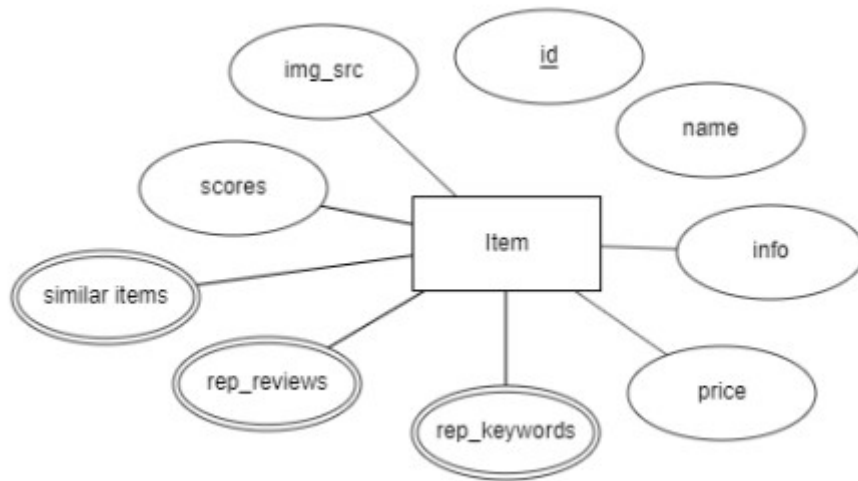 id
img_src
name
scores
Item
info
similar items
rep_reviews
price
rep_keywords